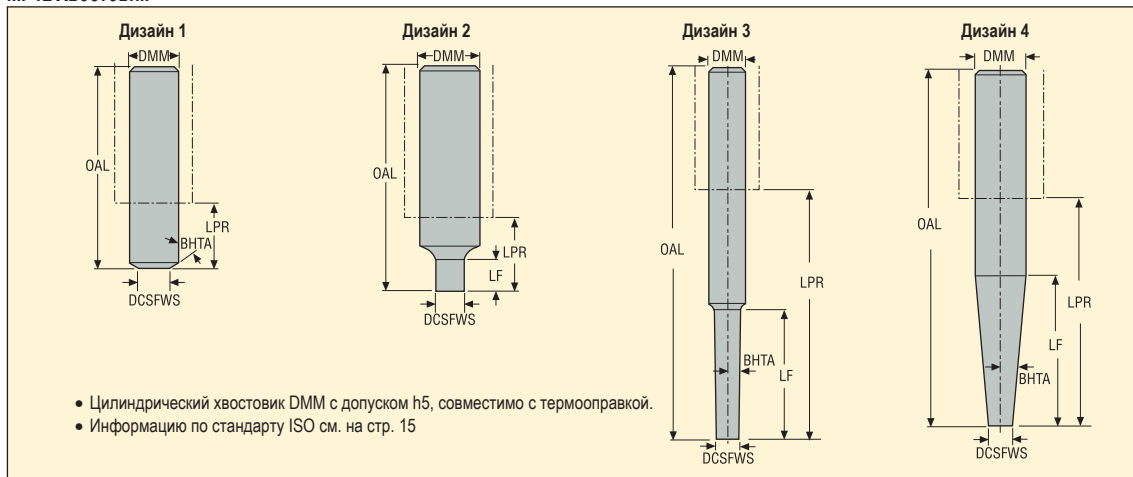 Дизайн 1
Дизайн 2
Дизайн 3
Дизайн 4
DMM
OAL
LPR
BHTA
DCSFWS
DMM
OAL
LPR
LF
DCSFWS
DMM
OAL
LPR
BHTA
LF
DCSFWS
DMM
OAL
LPR
LF
BHTA
DCSFWS
• Цилиндрический хвостовик DMM с допуском h5, совместимо с термооправкой.
• Информацию по стандарту ISO см. на стр. 15